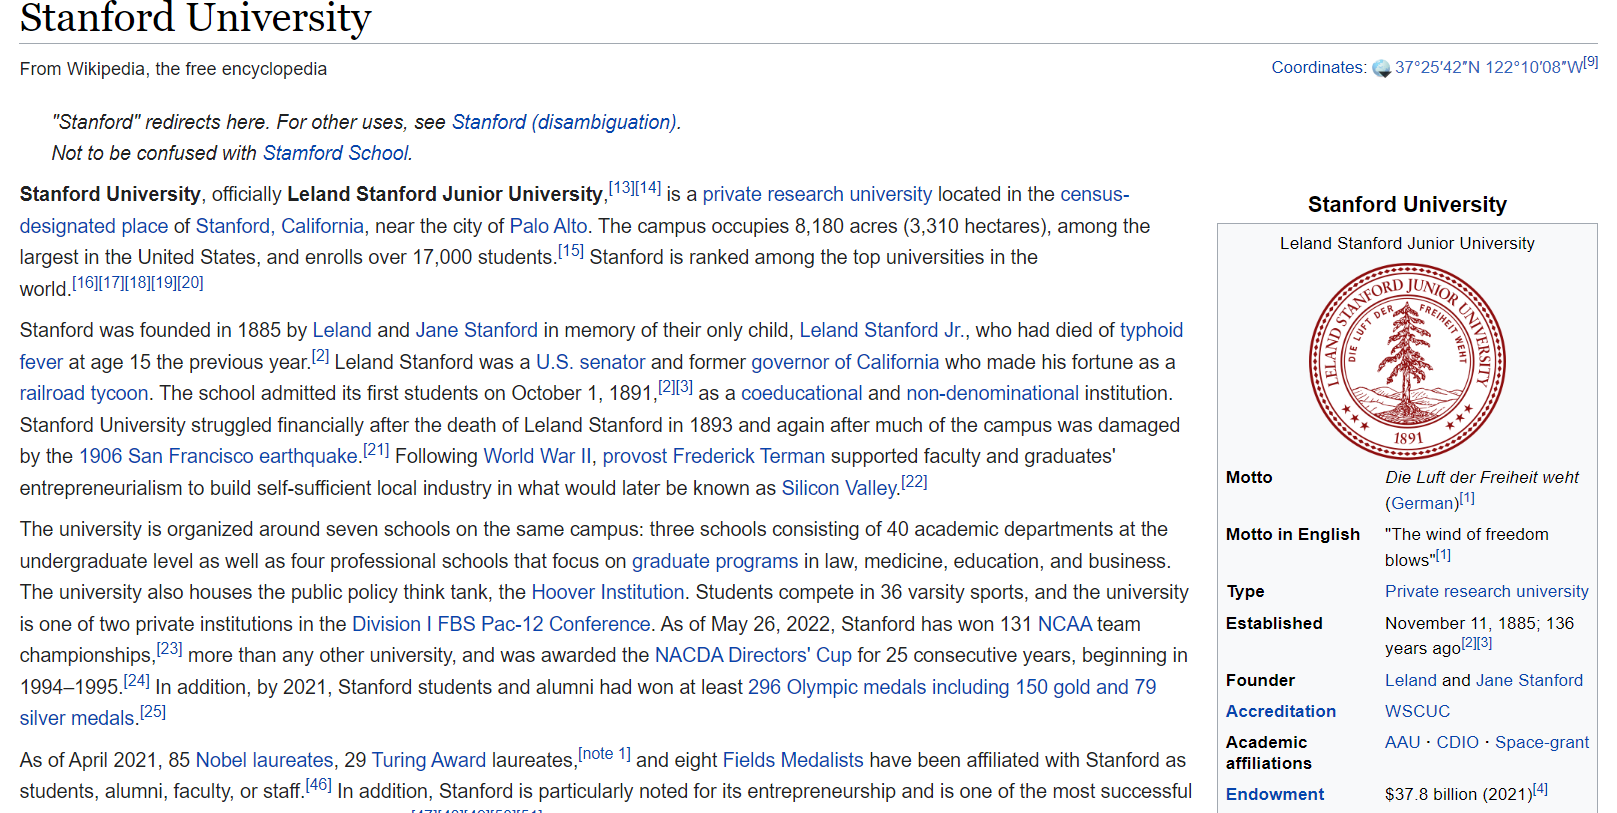 Stanford University
From Wikipedia, the free encyclopedia
Coordinates: 37°25′42″N 122°10′08″W[9]
"Stanford" redirects here. For other uses, see Stanford (disambiguation).
Not to be confused with Stamford School.
Stanford University, officially Leland Stanford Junior University,[13][14] is a private research university located in the census-
designated place of Stanford, California, near the city of Palo Alto. The campus occupies 8,180 acres (3,310 hectares), among the
largest in the United States, and enrolls over 17,000 students.[15] Stanford is ranked among the top universities in the
world.[16][17][18][19][20]
Stanford was founded in 1885 by Leland and Jane Stanford in memory of their only child, Leland Stanford Jr., who had died of typhoid
fever at age 15 the previous year.[2] Leland Stanford was a U.S. senator and former governor of California who made his fortune as a
railroad tycoon. The school admitted its first students on October 1, 1891,[2][3] as a coeducational and non-denominational institution.
Stanford University struggled financially after the death of Leland Stanford in 1893 and again after much of the campus was damaged
by the 1906 San Francisco earthquake.[21] Following World War II, provost Frederick Terman supported faculty and graduates'
entrepreneurialism to build self-sufficient local industry in what would later be known as Silicon Valley.[22]
The university is organized around seven schools on the same campus: three schools consisting of 40 academic departments at the
undergraduate level as well as four professional schools that focus on graduate programs in law, medicine, education, and business.
The university also houses the public policy think tank, the Hoover Institution. Students compete in 36 varsity sports, and the university
is one of two private institutions in the Division I FBS Pac-12 Conference. As of May 26, 2022, Stanford has won 131 NCAA team
championships,[23] more than any other university, and was awarded the NACDA Directors' Cup for 25 consecutive years, beginning in
1994–1995.[24] In addition, by 2021, Stanford students and alumni had won at least 296 Olympic medals including 150 gold and 79
silver medals.[25]
As of April 2021, 85 Nobel laureates, 29 Turing Award laureates,[note 1] and eight Fields Medalists have been affiliated with Stanford as
students, alumni, faculty, or staff.[46] In addition, Stanford is particularly noted for its entrepreneurship and is one of the most successful
Stanford University
Leland Stanford Junior University
LELAND STANFORD JUNIOR UNIVERSITY
DIE LUFT DER FREIHEIT WEHT
1891
Motto Die Luft der Freiheit weht
(German)[1]
Motto in English "The wind of freedom
blows"[1]
Type Private research university
Established November 11, 1885; 136
years ago[2][3]
Founder Leland and Jane Stanford
Accreditation WSCUC
Academic AAU · CDIO · Space-grant
affiliations
Endowment $37.8 billion (2021)[4]